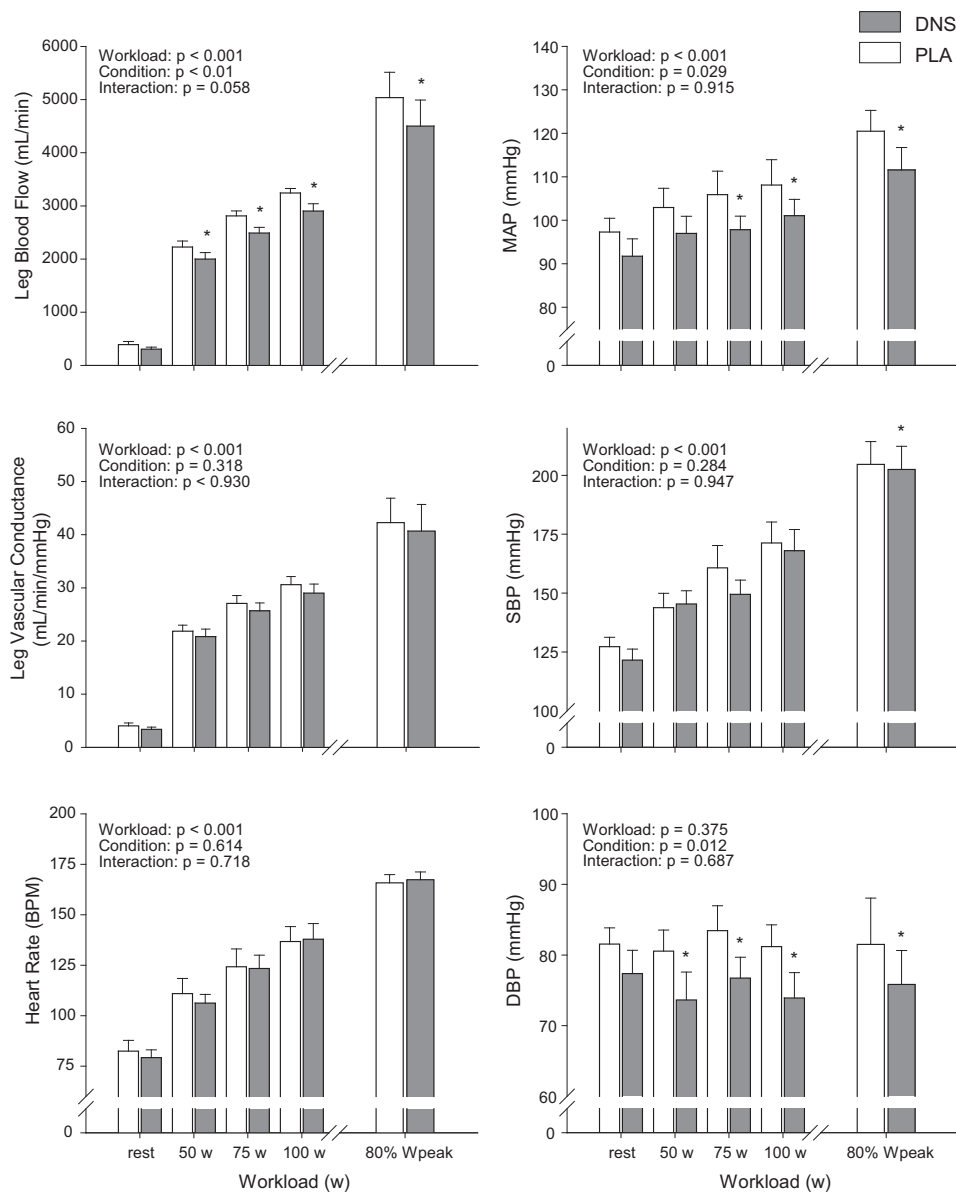 DNS
PLA
6000
5000
4000
3000
2000
1000
0
Leg Blood Flow (mL/min)
Workload: p < 0.001
Condition: p < 0.01
Interaction: p = 0.058
*
*
*
*
140
130
120
110
100
90
80
0
MAP (mmHg)
Workload: p < 0.001
Condition: p = 0.029
Interaction: p = 0.915
*
*
*
60
50
40
30
20
10
0
Leg Vascular Conductance
(mL/min/mmHg)
Workload: p < 0.001
Condition: p = 0.318
Interaction: p < 0.930
200
175
150
125
100
0
SBP (mmHg)
Workload: p < 0.001
Condition: p = 0.284
Interaction: p = 0.947
*
200
175
150
125
100
75
0
Heart Rate (BPM)
Workload: p < 0.001
Condition: p = 0.614
Interaction: p = 0.718
rest 50 w 75 w 100 w 80% Wpeak
Workload (w)
100
90
80
70
60
0
DBP (mmHg)
Workload: p = 0.375
Condition: p = 0.012
Interaction: p = 0.687
*
*
*
*
rest 50 w 75 w 100 w 80% Wpeak
Workload (w)